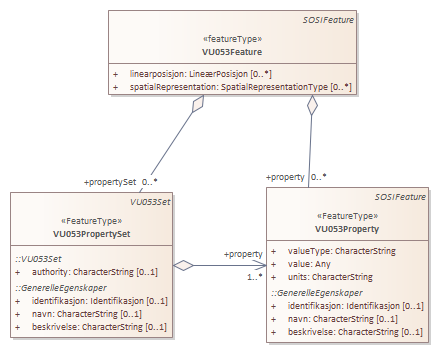 SOSIFeature
«featureType»
VU053Feature
+ linearposisjon: LineærPosisjon [0..*]
+ spatialRepresentation: SpatialRepresentationType [0..*]
+propertySet 0..*
+property 0..*
VU053Set
«FeatureType»
VU053PropertySet
::VU053Set
+ authority: CharacterString [0..1]
::GenerelleEgenskaper
+ identifikasjon: Identifikasjon [0..1]
+ navn: CharacterString [0..1]
+ beskrivelse: CharacterString [0..1]
+property
1..*
SOSIFeature
«FeatureType»
VU053Property
+ valueType: CharacterString
+ value: Any
+ units: CharacterString
::GenerelleEgenskaper
+ identifikasjon: Identifikasjon [0..1]
+ navn: CharacterString [0..1]
+ beskrivelse: CharacterString [0..1]